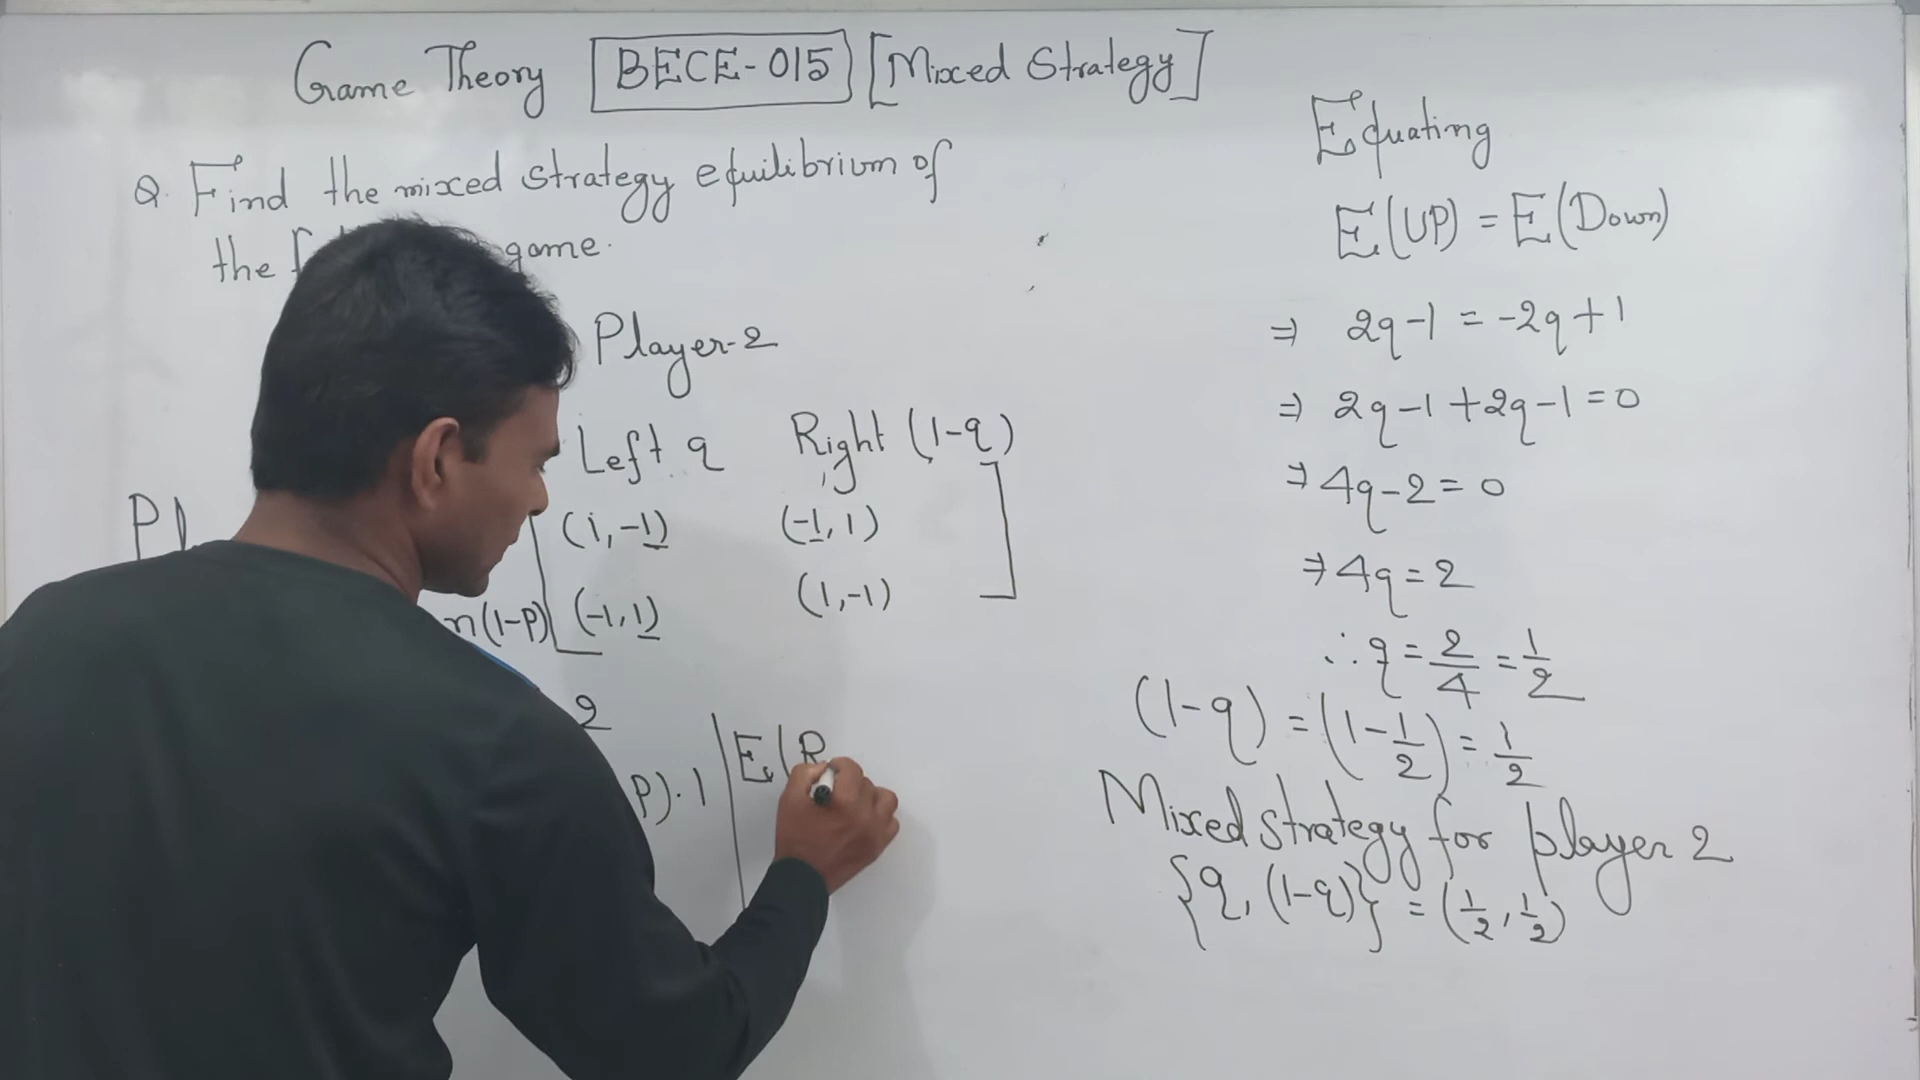 Game Theory BECE-015 [Mixed Strategy]
Q. Find the mixed strategy equilibrium of
the game.
Player-2
Left q Right (1-q)
(1,-1) (-1,1)
n(1-P) (-1,1) (1,-1)
2
P).1 E(R
Equating
E(UP) = E(Down)
⇒ 2q-1 = -2q+1
⇒ 2q-1+2q-1=0
⇒ 4q-2=0
⇒ 4q=2
∴ q = 2/4 = 1/2
(1-q) = (1-1/2) = 1/2
Mixed strategy for player 2
{q, (1-q)} = (1/2, 1/2)